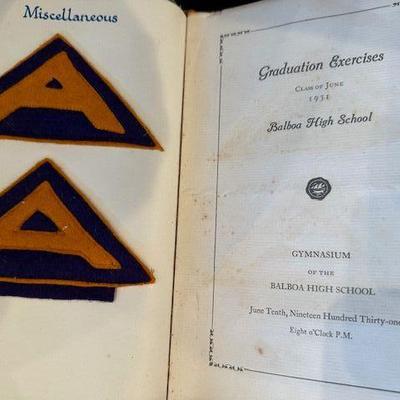 Miscellaneous
A
A
Graduation Exercises
Class of June
1931
Balboa High School
GYMNASIUM
OF THE
BALBOA HIGH SCHOOL
June Tenth, Nineteen Hundred Thirty-one
Eight o'Clock P.M.